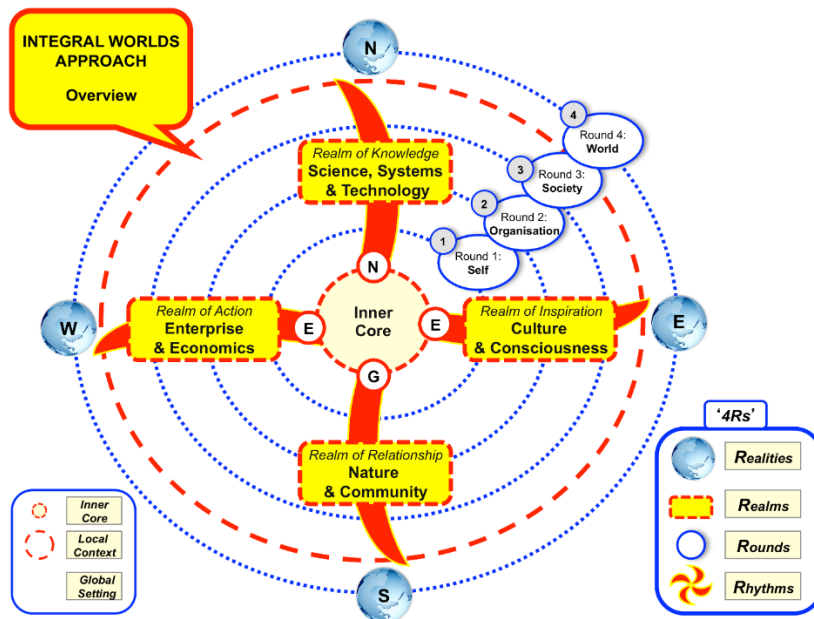 INTEGRAL WORLDS
APPROACH
Overview
N
Realm of Knowledge
Science, Systems
& Technology
4
Round 4:
World
3
Round 3:
Society
2
Round 2:
Organisation
1
Round 1:
Self
N
W
Realm of Action
Enterprise
& Economics
E
Inner
Core
E
Realm of Inspiration
Culture
& Consciousness
E
G
Realm of Relationship
Nature
& Community
S
Inner
Core
Local
Context
Global
Setting
‘4Rs’
Realities
Realms
Rounds
Rhythms